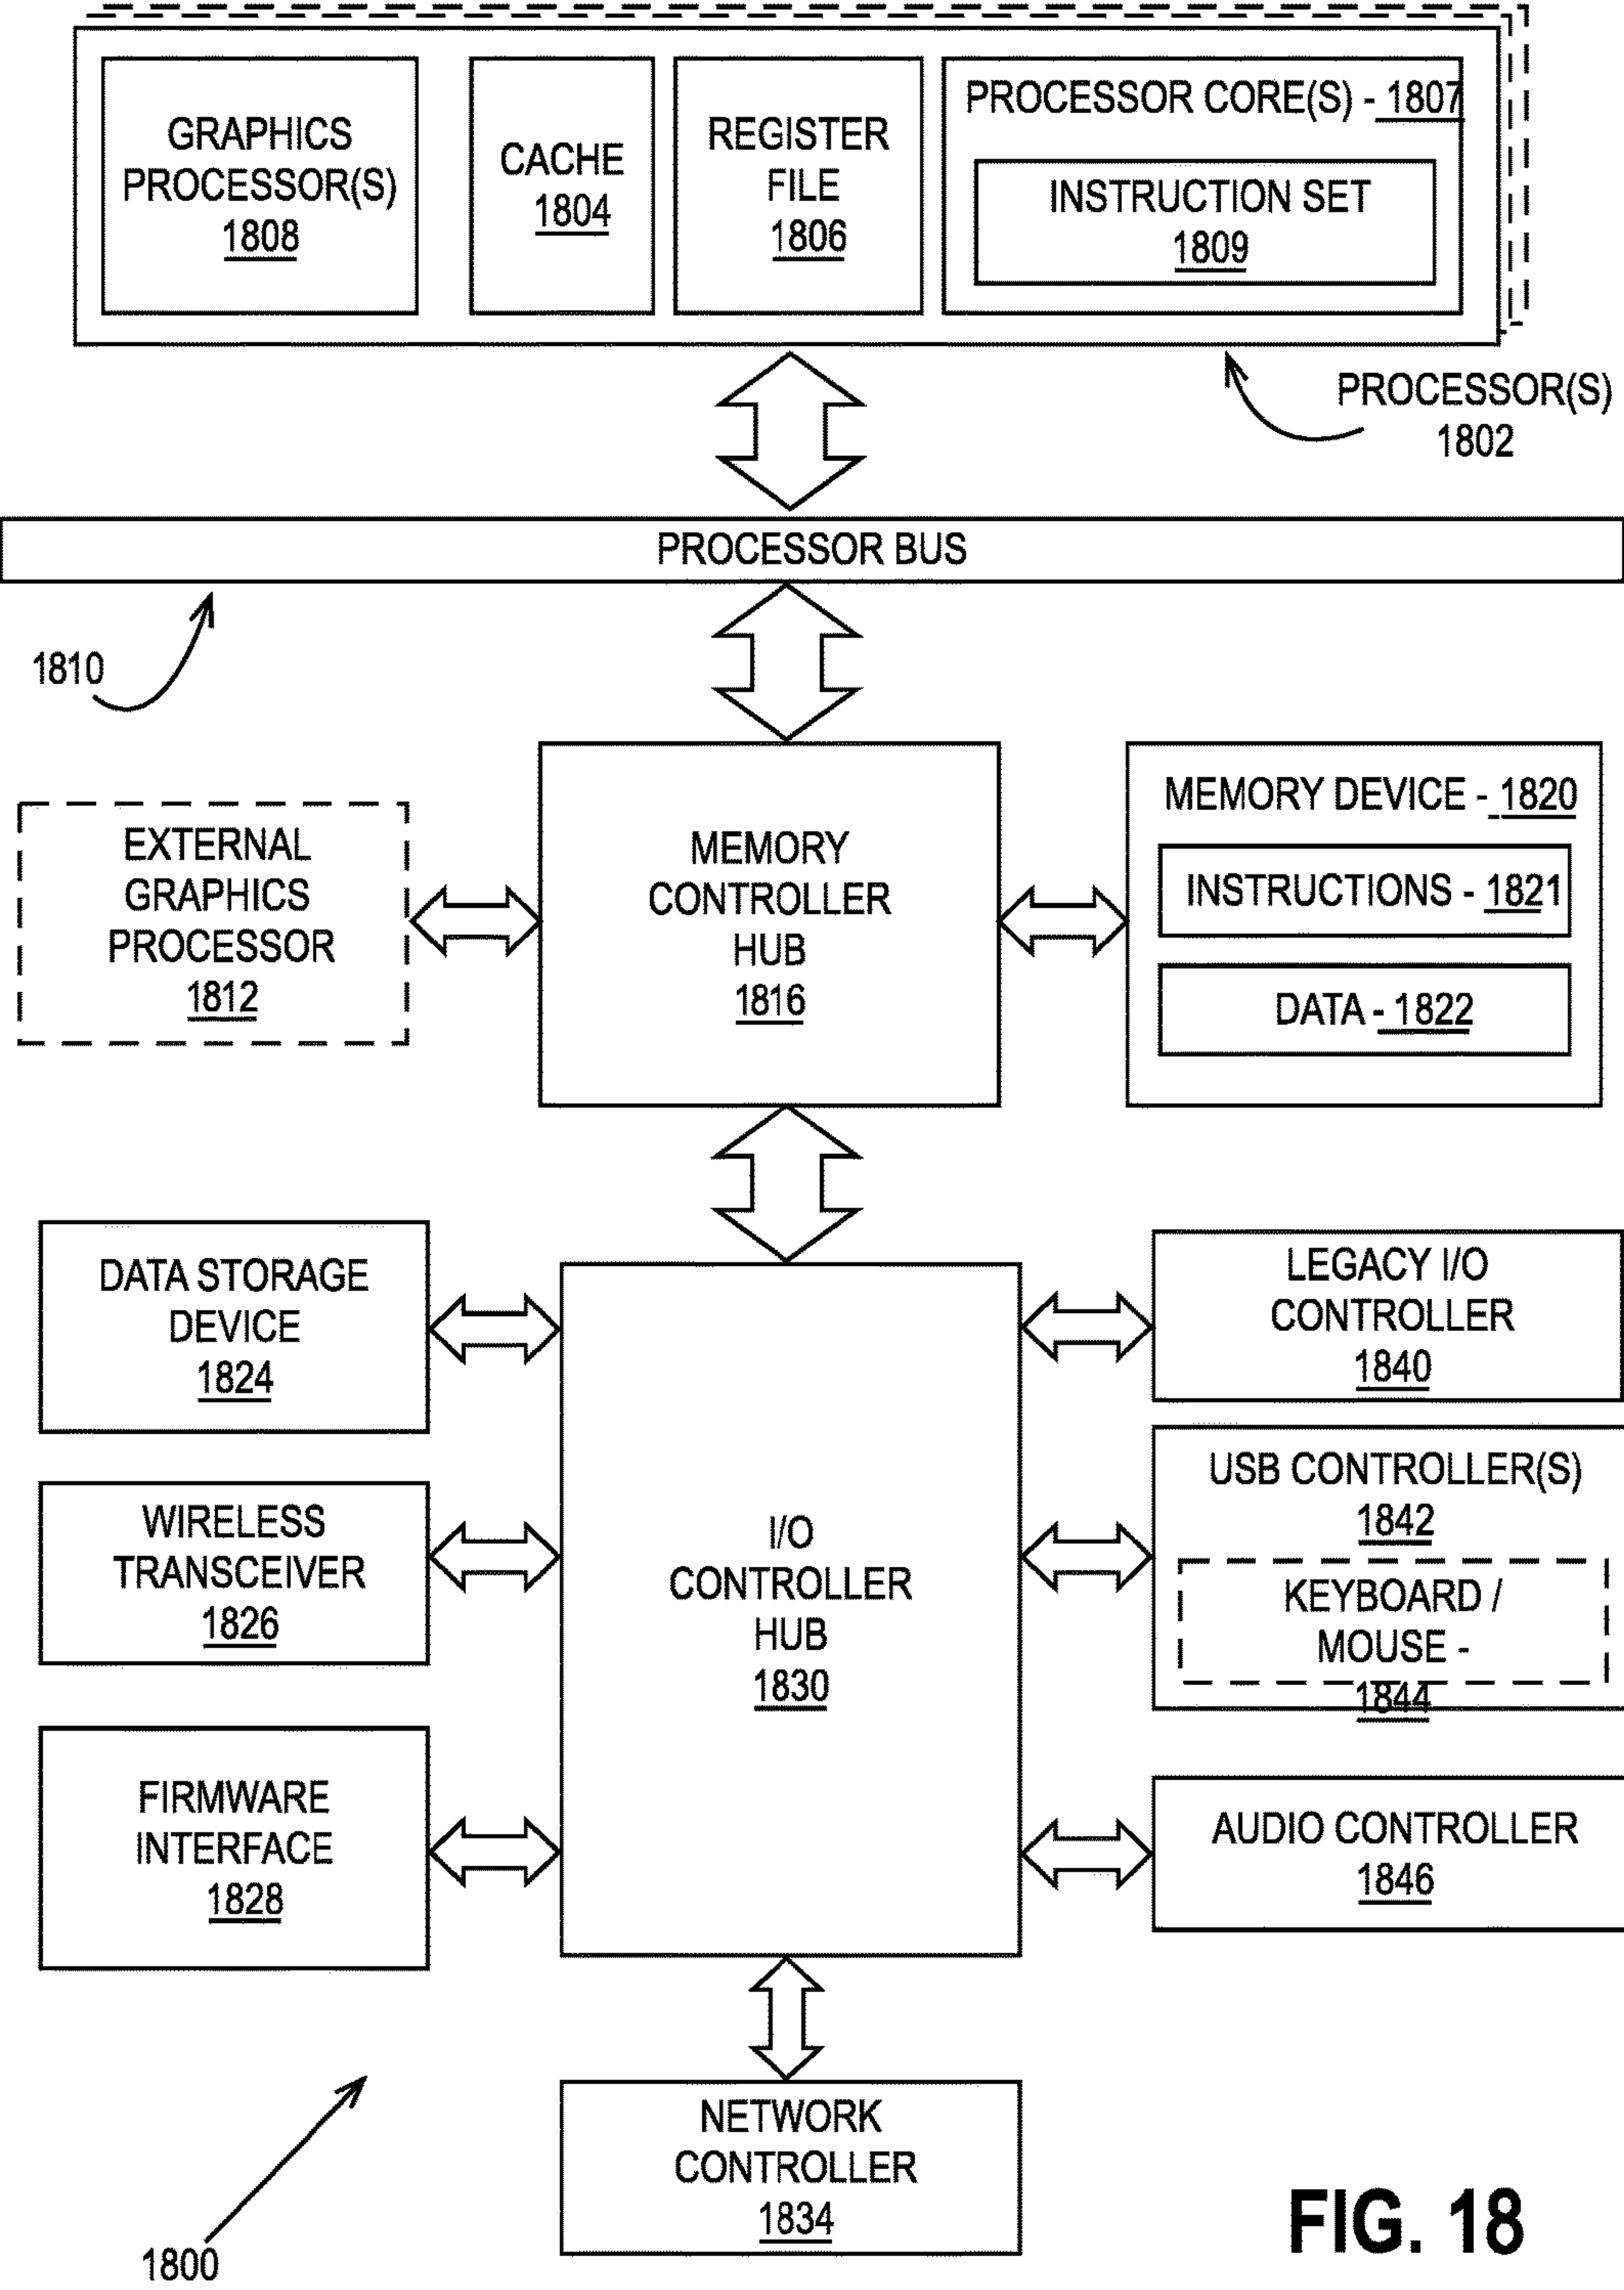 GRAPHICS
PROCESSOR(S)
1808
CACHE
1804
REGISTER
FILE
1806
PROCESSOR CORE(S) - 1807
INSTRUCTION SET
1809
PROCESSOR(S)
1802
PROCESSOR BUS
1810
EXTERNAL
GRAPHICS
PROCESSOR
1812
MEMORY
CONTROLLER
HUB
1816
MEMORY DEVICE - 1820
INSTRUCTIONS - 1821
DATA - 1822
DATA STORAGE
DEVICE
1824
WIRELESS
TRANSCEIVER
1826
FIRMWARE
INTERFACE
1828
I/O
CONTROLLER
HUB
1830
LEGACY I/O
CONTROLLER
1840
USB CONTROLLER(S)
1842
KEYBOARD /
MOUSE -
1844
AUDIO CONTROLLER
1846
NETWORK
CONTROLLER
1834
1800
FIG. 18